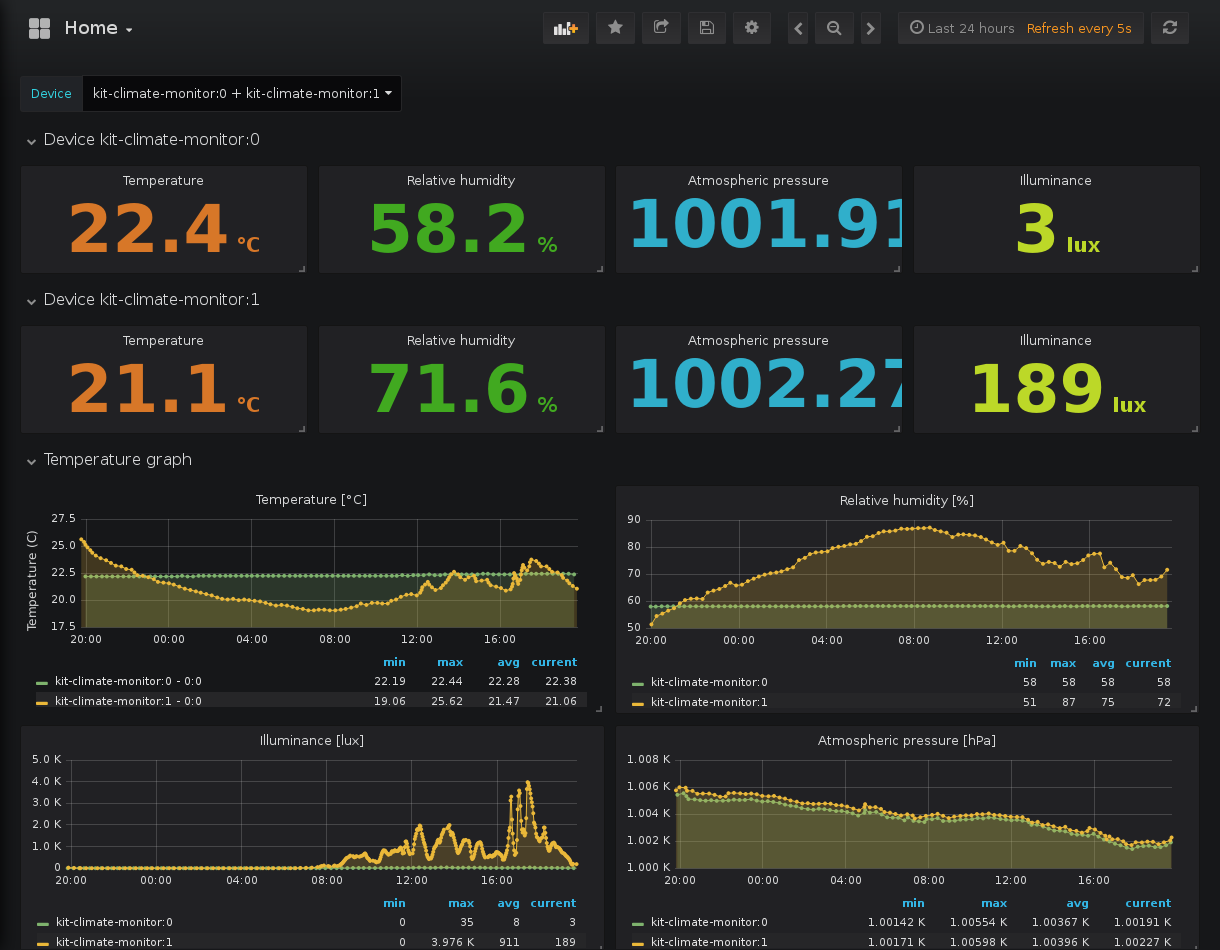 Home
Last 24 hours Refresh every 5s
Device kit-climate-monitor:0 + kit-climate-monitor:1
Device kit-climate-monitor:0
Temperature Relative humidity Atmospheric pressure Illuminance
22.4 °C 58.2 % 1001.91 3 lux
Device kit-climate-monitor:1
Temperature Relative humidity Atmospheric pressure Illuminance
21.1 °C 71.6 % 1002.27 189 lux
Temperature graph
Temperature [°C]
Temperature (C)
27.5
25.0
22.5
20.0
17.5
20:00 00:00 04:00 08:00 12:00 16:00
min max avg current
kit-climate-monitor:0 - 0:0 22.19 22.44 22.28 22.38
kit-climate-monitor:1 - 0:0 19.06 25.62 21.47 21.06
Relative humidity [%]
90
80
70
60
50
20:00 00:00 04:00 08:00 12:00 16:00
min max avg current
kit-climate-monitor:0 58 58 58 58
kit-climate-monitor:1 51 87 75 72
Illuminance [lux]
5.0 K
4.0 K
3.0 K
2.0 K
1.0 K
0
20:00 00:00 04:00 08:00 12:00 16:00
min max avg current
kit-climate-monitor:0 0 35 8 3
kit-climate-monitor:1 0 3.976 K 911 189
Atmospheric pressure [hPa]
1.008 K
1.006 K
1.004 K
1.002 K
1.000 K
20:00 00:00 04:00 08:00 12:00 16:00
min max avg current
kit-climate-monitor:0 1.00142 K 1.00554 K 1.00367 K 1.00191 K
kit-climate-monitor:1 1.00171 K 1.00598 K 1.00396 K 1.00227 K